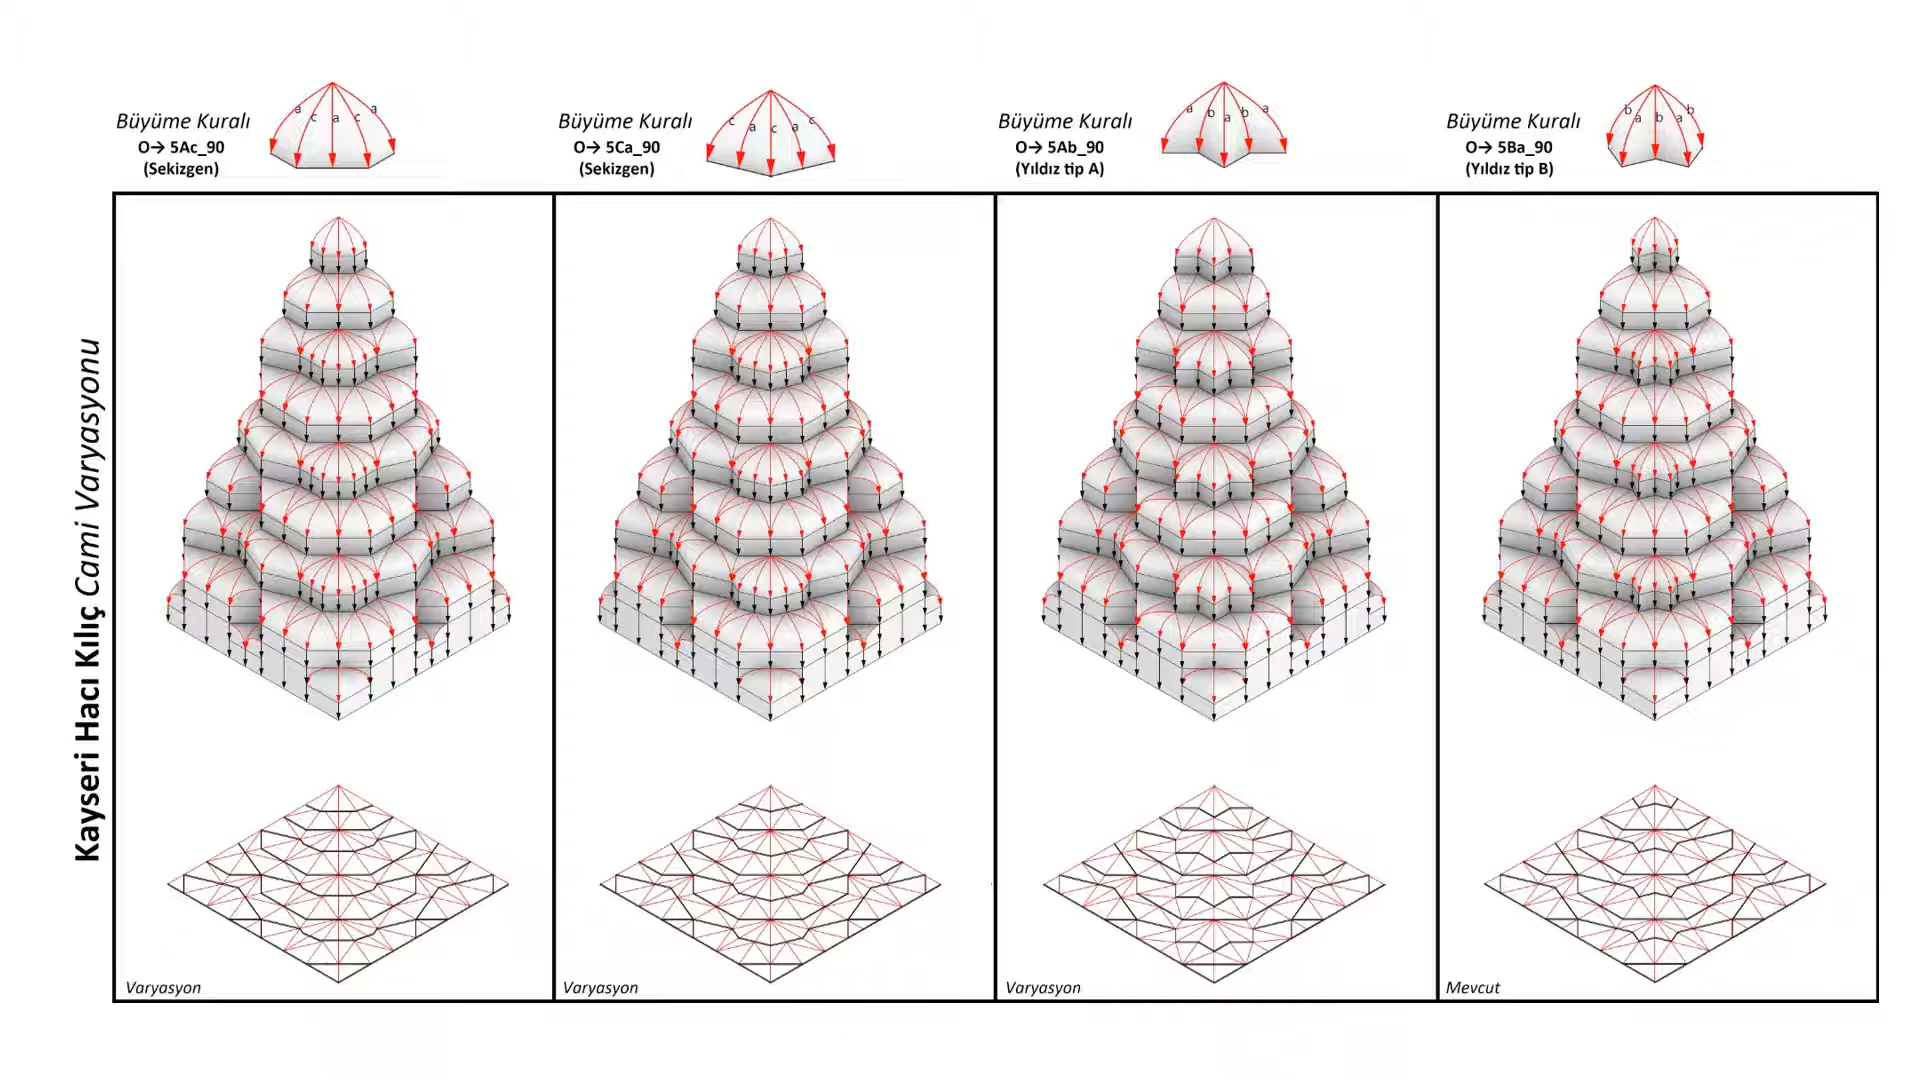 Büyüme Kuralı
O→ 5Ac_90
(Sekizgen)
a
c
a
c
a
Büyüme Kuralı
O→ 5Ca_90
(Sekizgen)
c
a
c
a
c
Büyüme Kuralı
O→ 5Ab_90
(Yıldız tip A)
a
b
a
b
a
Büyüme Kuralı
O→ 5Ba_90
(Yıldız tip B)
b
a
b
a
b
Kayseri Hacı Kılıç Cami Varyasyonu
Varyasyon
Varyasyon
Varyasyon
Mevcut